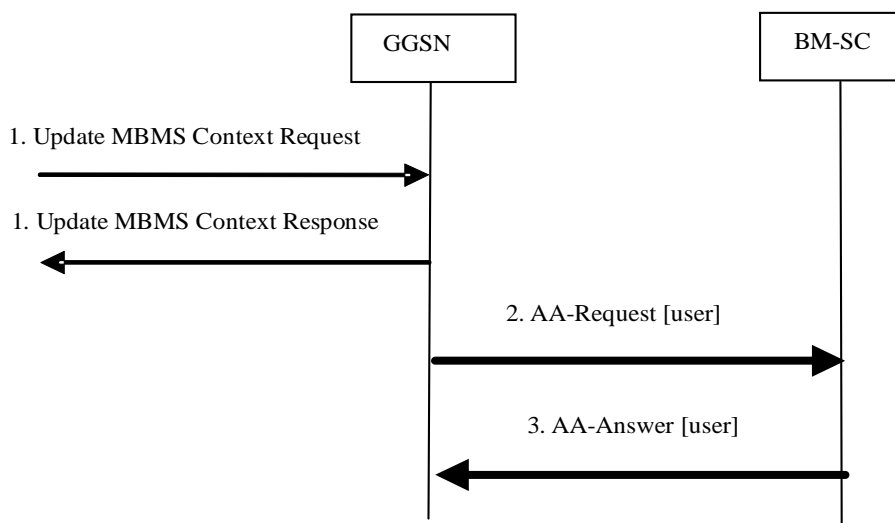 GGSN
BM-SC
1. Update MBMS Context Request
1. Update MBMS Context Response
2. AA-Request [user]
3. AA-Answer [user]